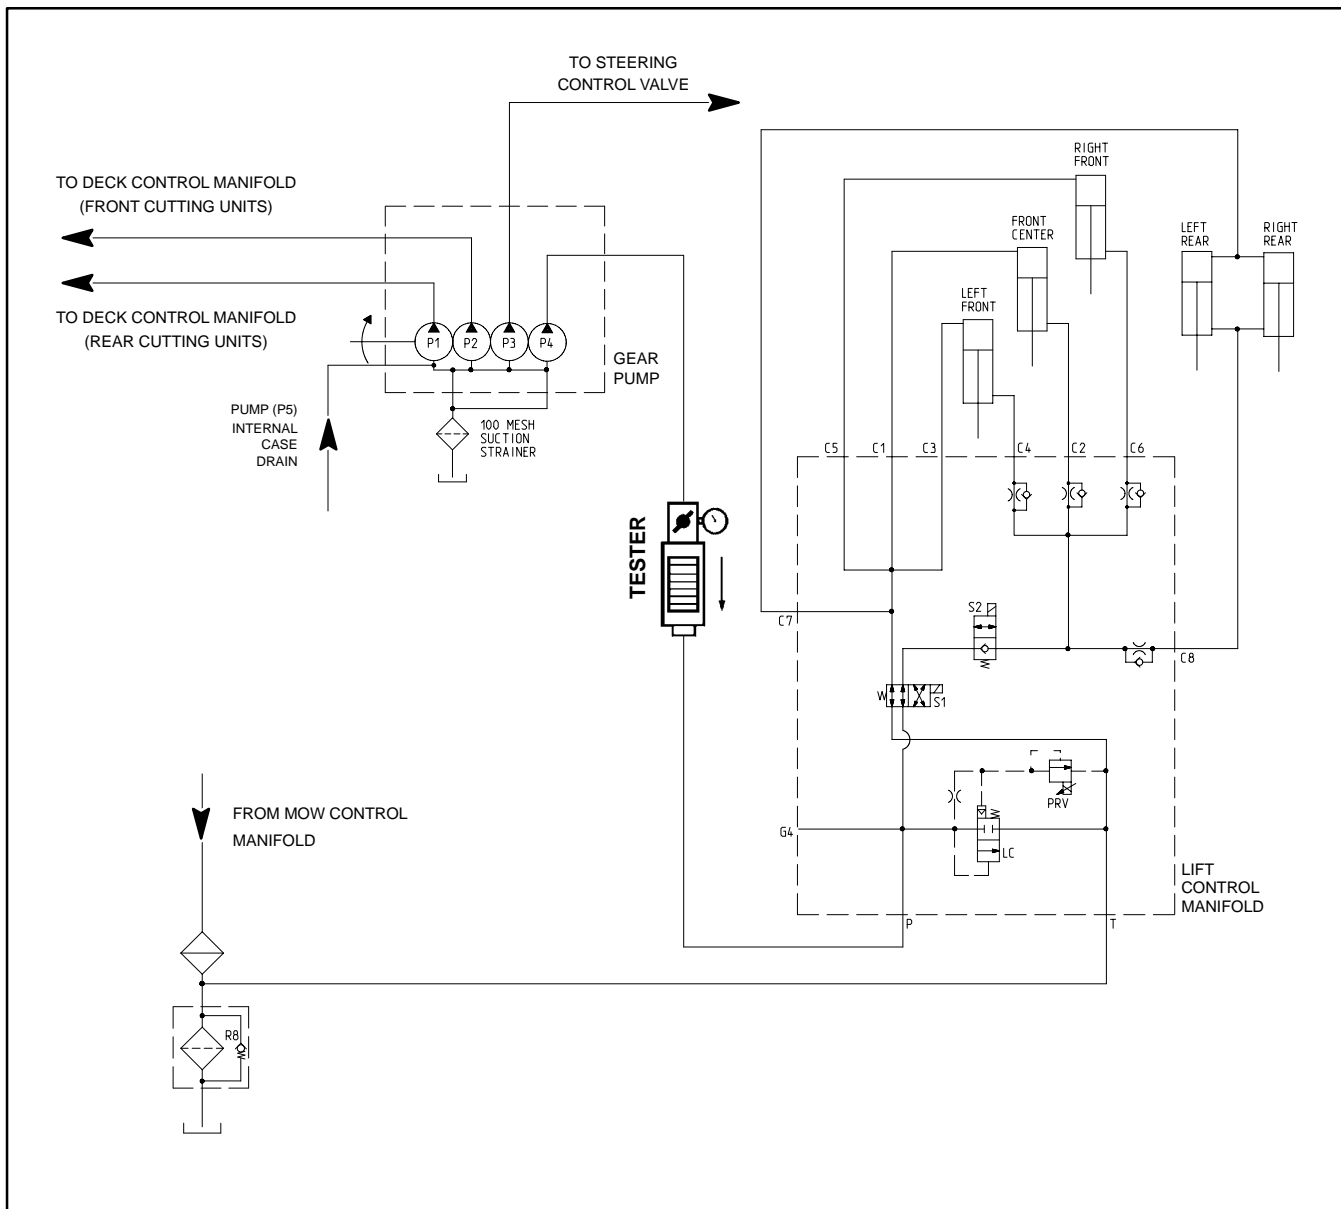 TO STEERING
CONTROL VALVE
RIGHT
FRONT
TO DECK CONTROL MANIFOLD
(FRONT CUTTING UNITS)
FRONT
CENTER
LEFT
REAR
RIGHT
REAR
LEFT
FRONT
TO DECK CONTROL MANIFOLD
(REAR CUTTING UNITS)
P1
P2
P3
P4
GEAR
PUMP
PUMP (P5)
INTERNAL
CASE
DRAIN
100 MESH
SUCTION
STRAINER
C5
C1
C3
C4
C2
C6
TESTER
S2
C7
C8
W
S1
PRV
FROM MOW CONTROL
MANIFOLD
G4
LC
LIFT
CONTROL
MANIFOLD
P
T
R8